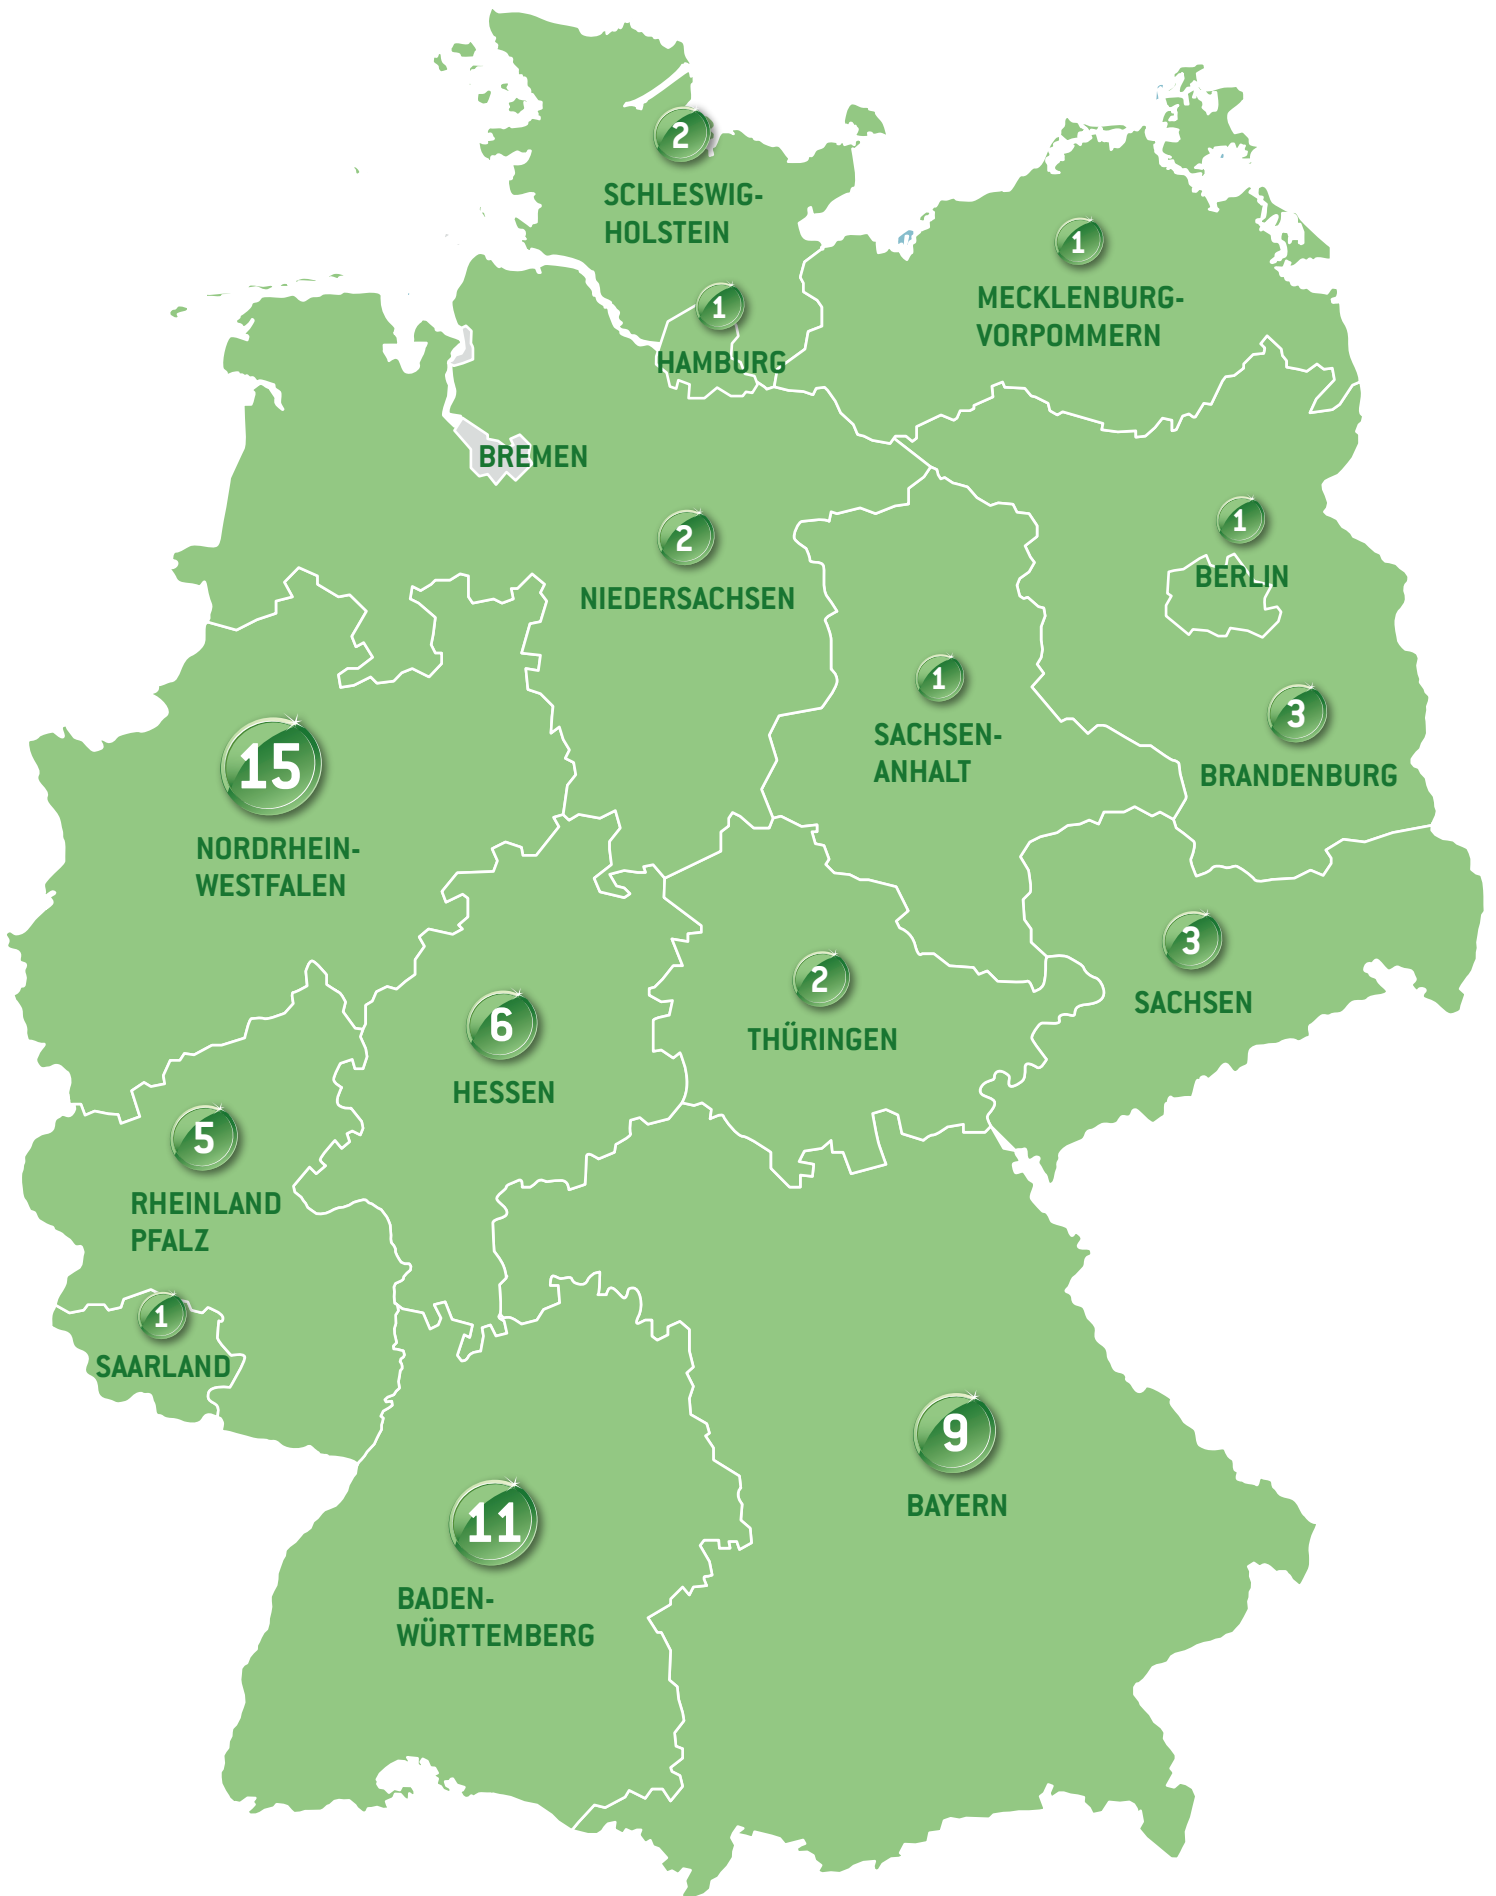 2
SCHLESWIG-
HOLSTEIN
1
MECKLENBURG-
VORPOMMERN
1
HAMBURG
BREMEN
2
NIEDERSACHSEN
1
BERLIN
1
SACHSEN-
ANHALT
3
BRANDENBURG
15
NORDRHEIN-
WESTFALEN
3
SACHSEN
2
THÜRINGEN
6
HESSEN
5
RHEINLAND
PFALZ
1
SAARLAND
9
BAYERN
11
BADEN-
WÜRTTEMBERG